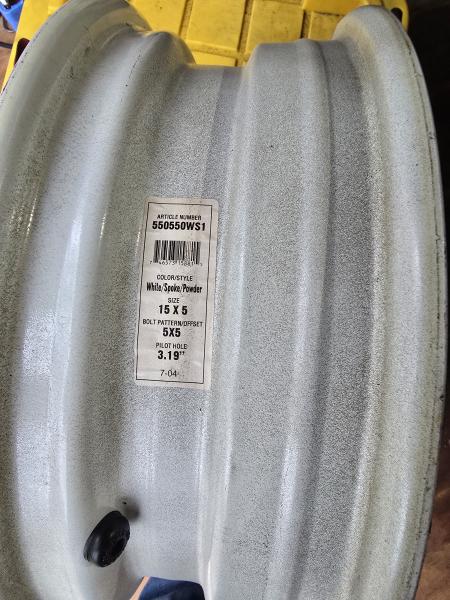 ARTICLE NUMBER
550550WS1
COLOR/STYLE
White/Spoke/Powder
SIZE
15 X 5
BOLT PATTERN/OFFSET
5X5
PILOT HOLE
3.19"
7-04